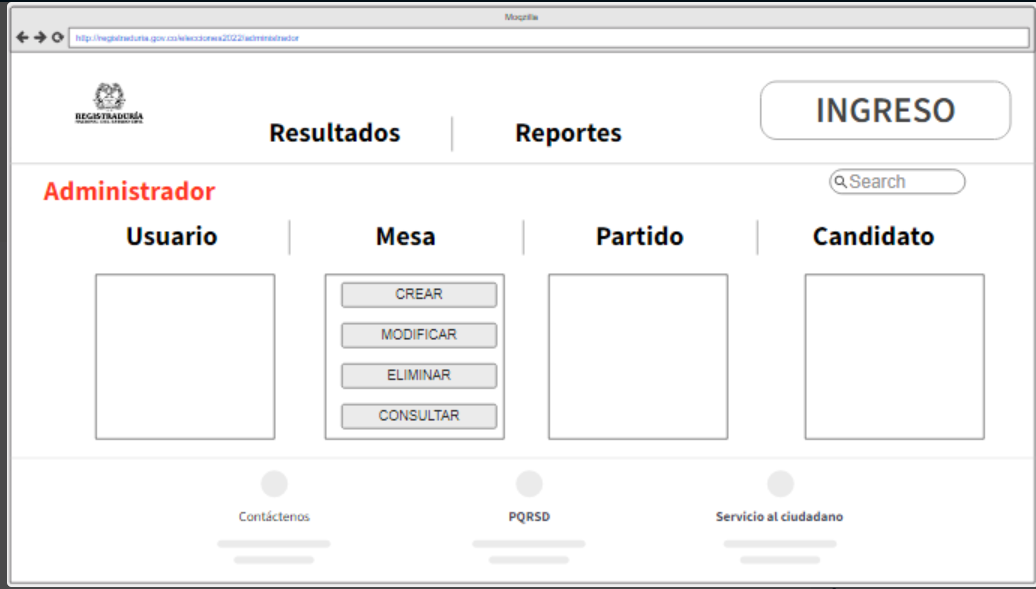 Moqzilla
http://registraduria.gov.co/elecciones2022/administrador
REGISTRADURÍA
INGRESO
Resultados
Reportes
Administrador
Search
Usuario
Mesa
Partido
Candidato
CREAR
MODIFICAR
ELIMINAR
CONSULTAR
Contáctenos
PQRSD
Servicio al ciudadano